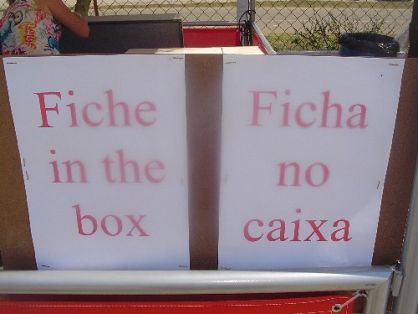 Fiche
in the
box
Ficha
no
caixa